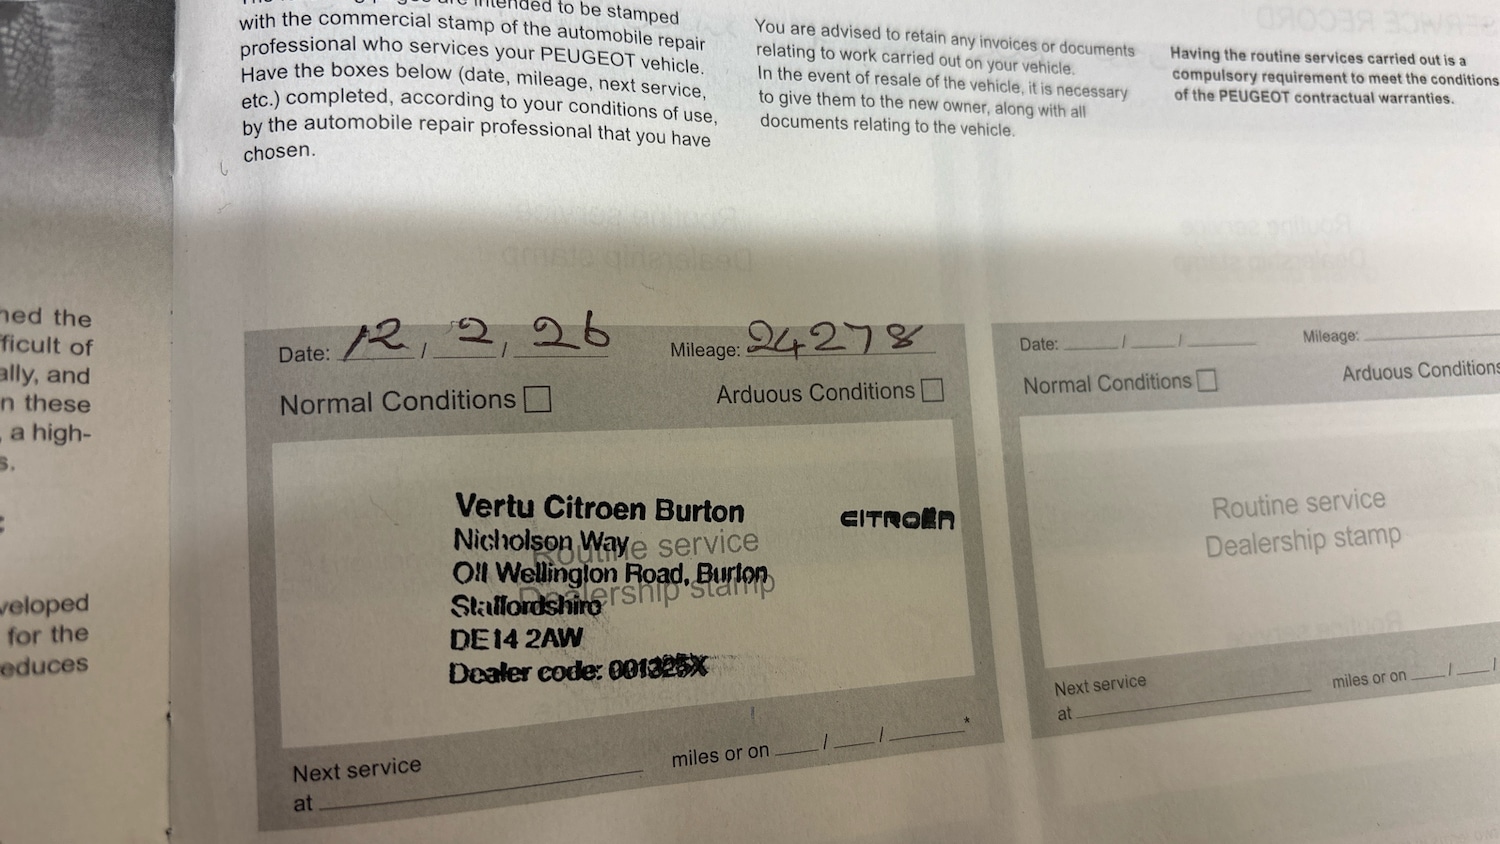 intended to be stamped
with the commercial stamp of the automobile repair
professional who services your PEUGEOT vehicle.
Have the boxes below (date, mileage, next service,
etc.) completed, according to your conditions of use,
by the automobile repair professional that you have
chosen.
You are advised to retain any invoices or documents
relating to work carried out on your vehicle.
In the event of resale of the vehicle, it is necessary
to give them to the new owner, along with all
documents relating to the vehicle.
Having the routine services carried out is a
compulsory requirement to meet the conditions
of the PEUGEOT contractual warranties.
ned the
ficult of
ally, and
n these
, a high-
s.
veloped
for the
educes
Date: 12 / 2 / 26 Mileage: 24278
Normal Conditions Arduous Conditions
Routine service
Dealership stamp
Vertu Citroen Burton
Nicholson Way
Off Wellington Road, Burton
Staffordshire
DE14 2AW
Dealer code: 001325X
CITROËN
Next service
at miles or on / / *
Date: / / Mileage:
Normal Conditions Arduous Conditions
Routine service
Dealership stamp
Next service
at miles or on / /